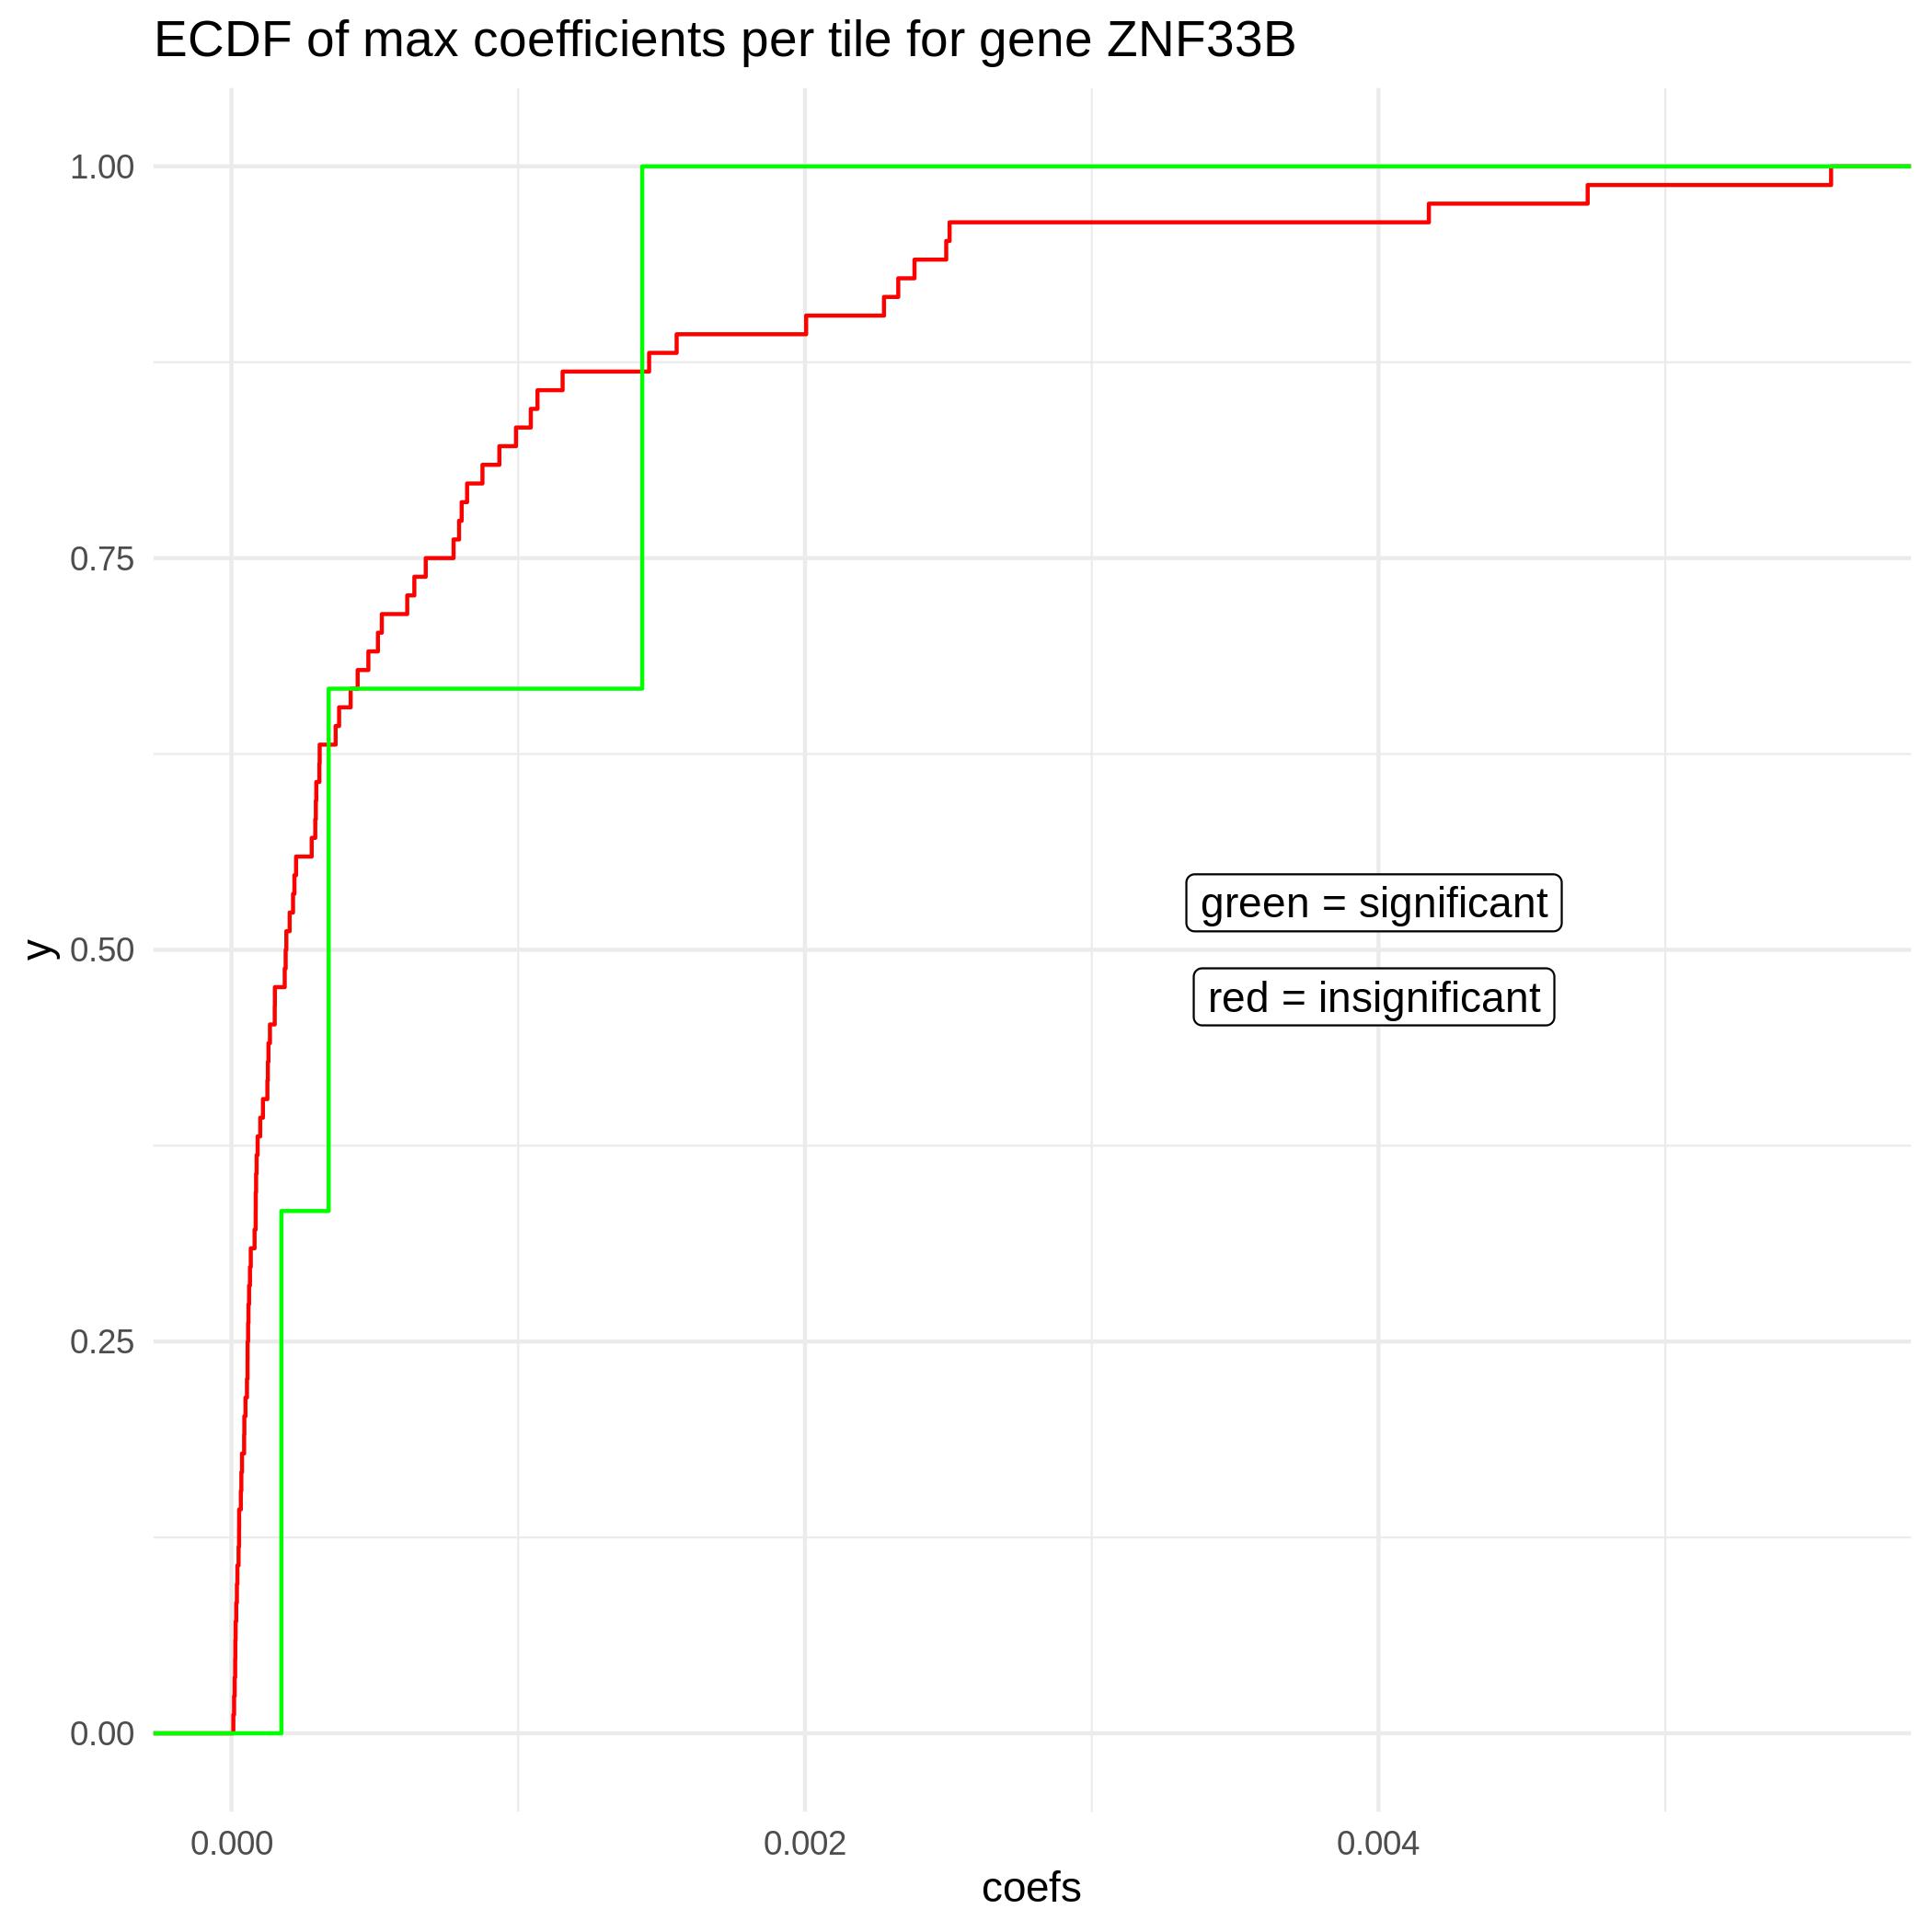 ECDF of max coefficients per tile for gene ZNF33B
1.00
0.75
0.50
0.25
0.00
y
green = significant
red = insignificant
0.000
0.002
0.004
coefs